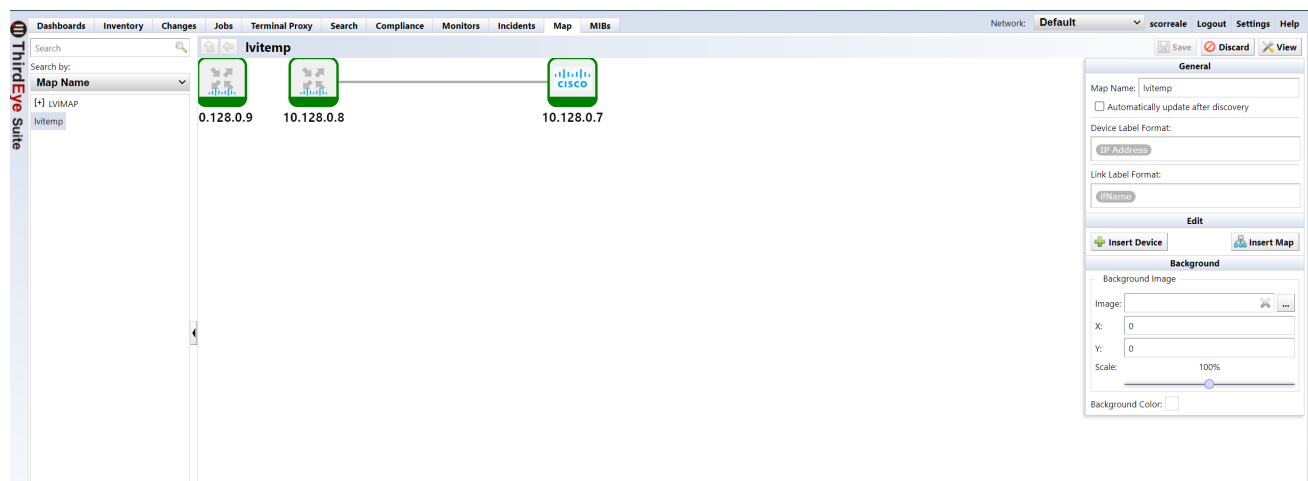 Dashboards Inventory Changes Jobs Terminal Proxy Search Compliance Monitors Incidents Map MIBs
Network: Default scorreale Logout Settings Help
ThirdEye Suite
Search
Search by:
Map Name
[+] LVIMAP
lvitemp
lvitemp
Save Discard View
CISCO
0.128.0.9 10.128.0.8 10.128.0.7
General
Map Name: lvitemp
Automatically update after discovery
Device Label Format:
IP Address
Link Label Format:
IfName
Edit
Insert Device Insert Map
Background
Background Image
Image: ...
X: 0
Y: 0
Scale: 100%
Background Color: